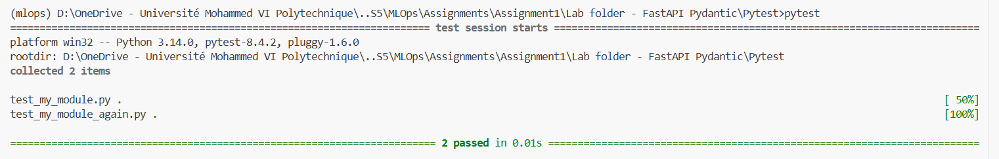 (mlops) D:\OneDrive - Université Mohammed VI Polytechnique\..S5\MLOps\Assignments\Assignment1\Lab folder - FastAPI Pydantic\Pytest>pytest
======================================================================= test session starts ========================================================================
platform win32 -- Python 3.14.0, pytest-8.4.2, pluggy-1.6.0
rootdir: D:\OneDrive - Université Mohammed VI Polytechnique\..S5\MLOps\Assignments\Assignment1\Lab folder - FastAPI Pydantic\Pytest
collected 2 items
test_my_module.py . [ 50%]
test_my_module_again.py . [100%]
======================================================================== 2 passed in 0.01s =========================================================================